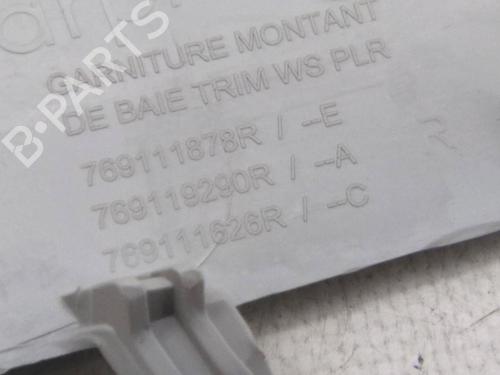 GARNITURE MONTANT
DE BAIE TRIM WS PLR
769111878R / --E
769119290R / --A
769111626R / --C
R
B-PARTS